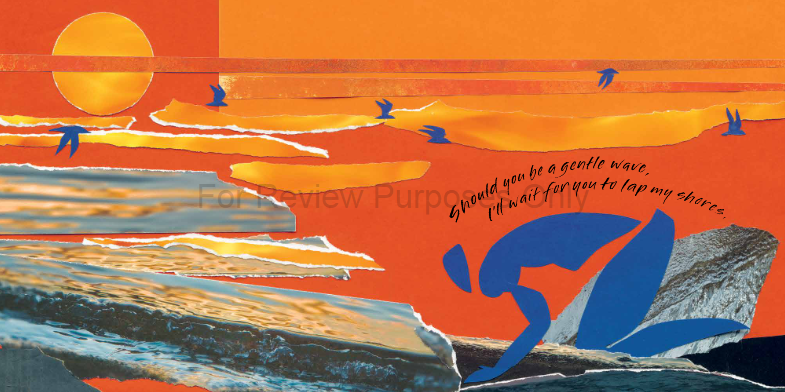 Should you be a gentle wave,
I'll wait for you to lap my shores.
For Review Purposes Only